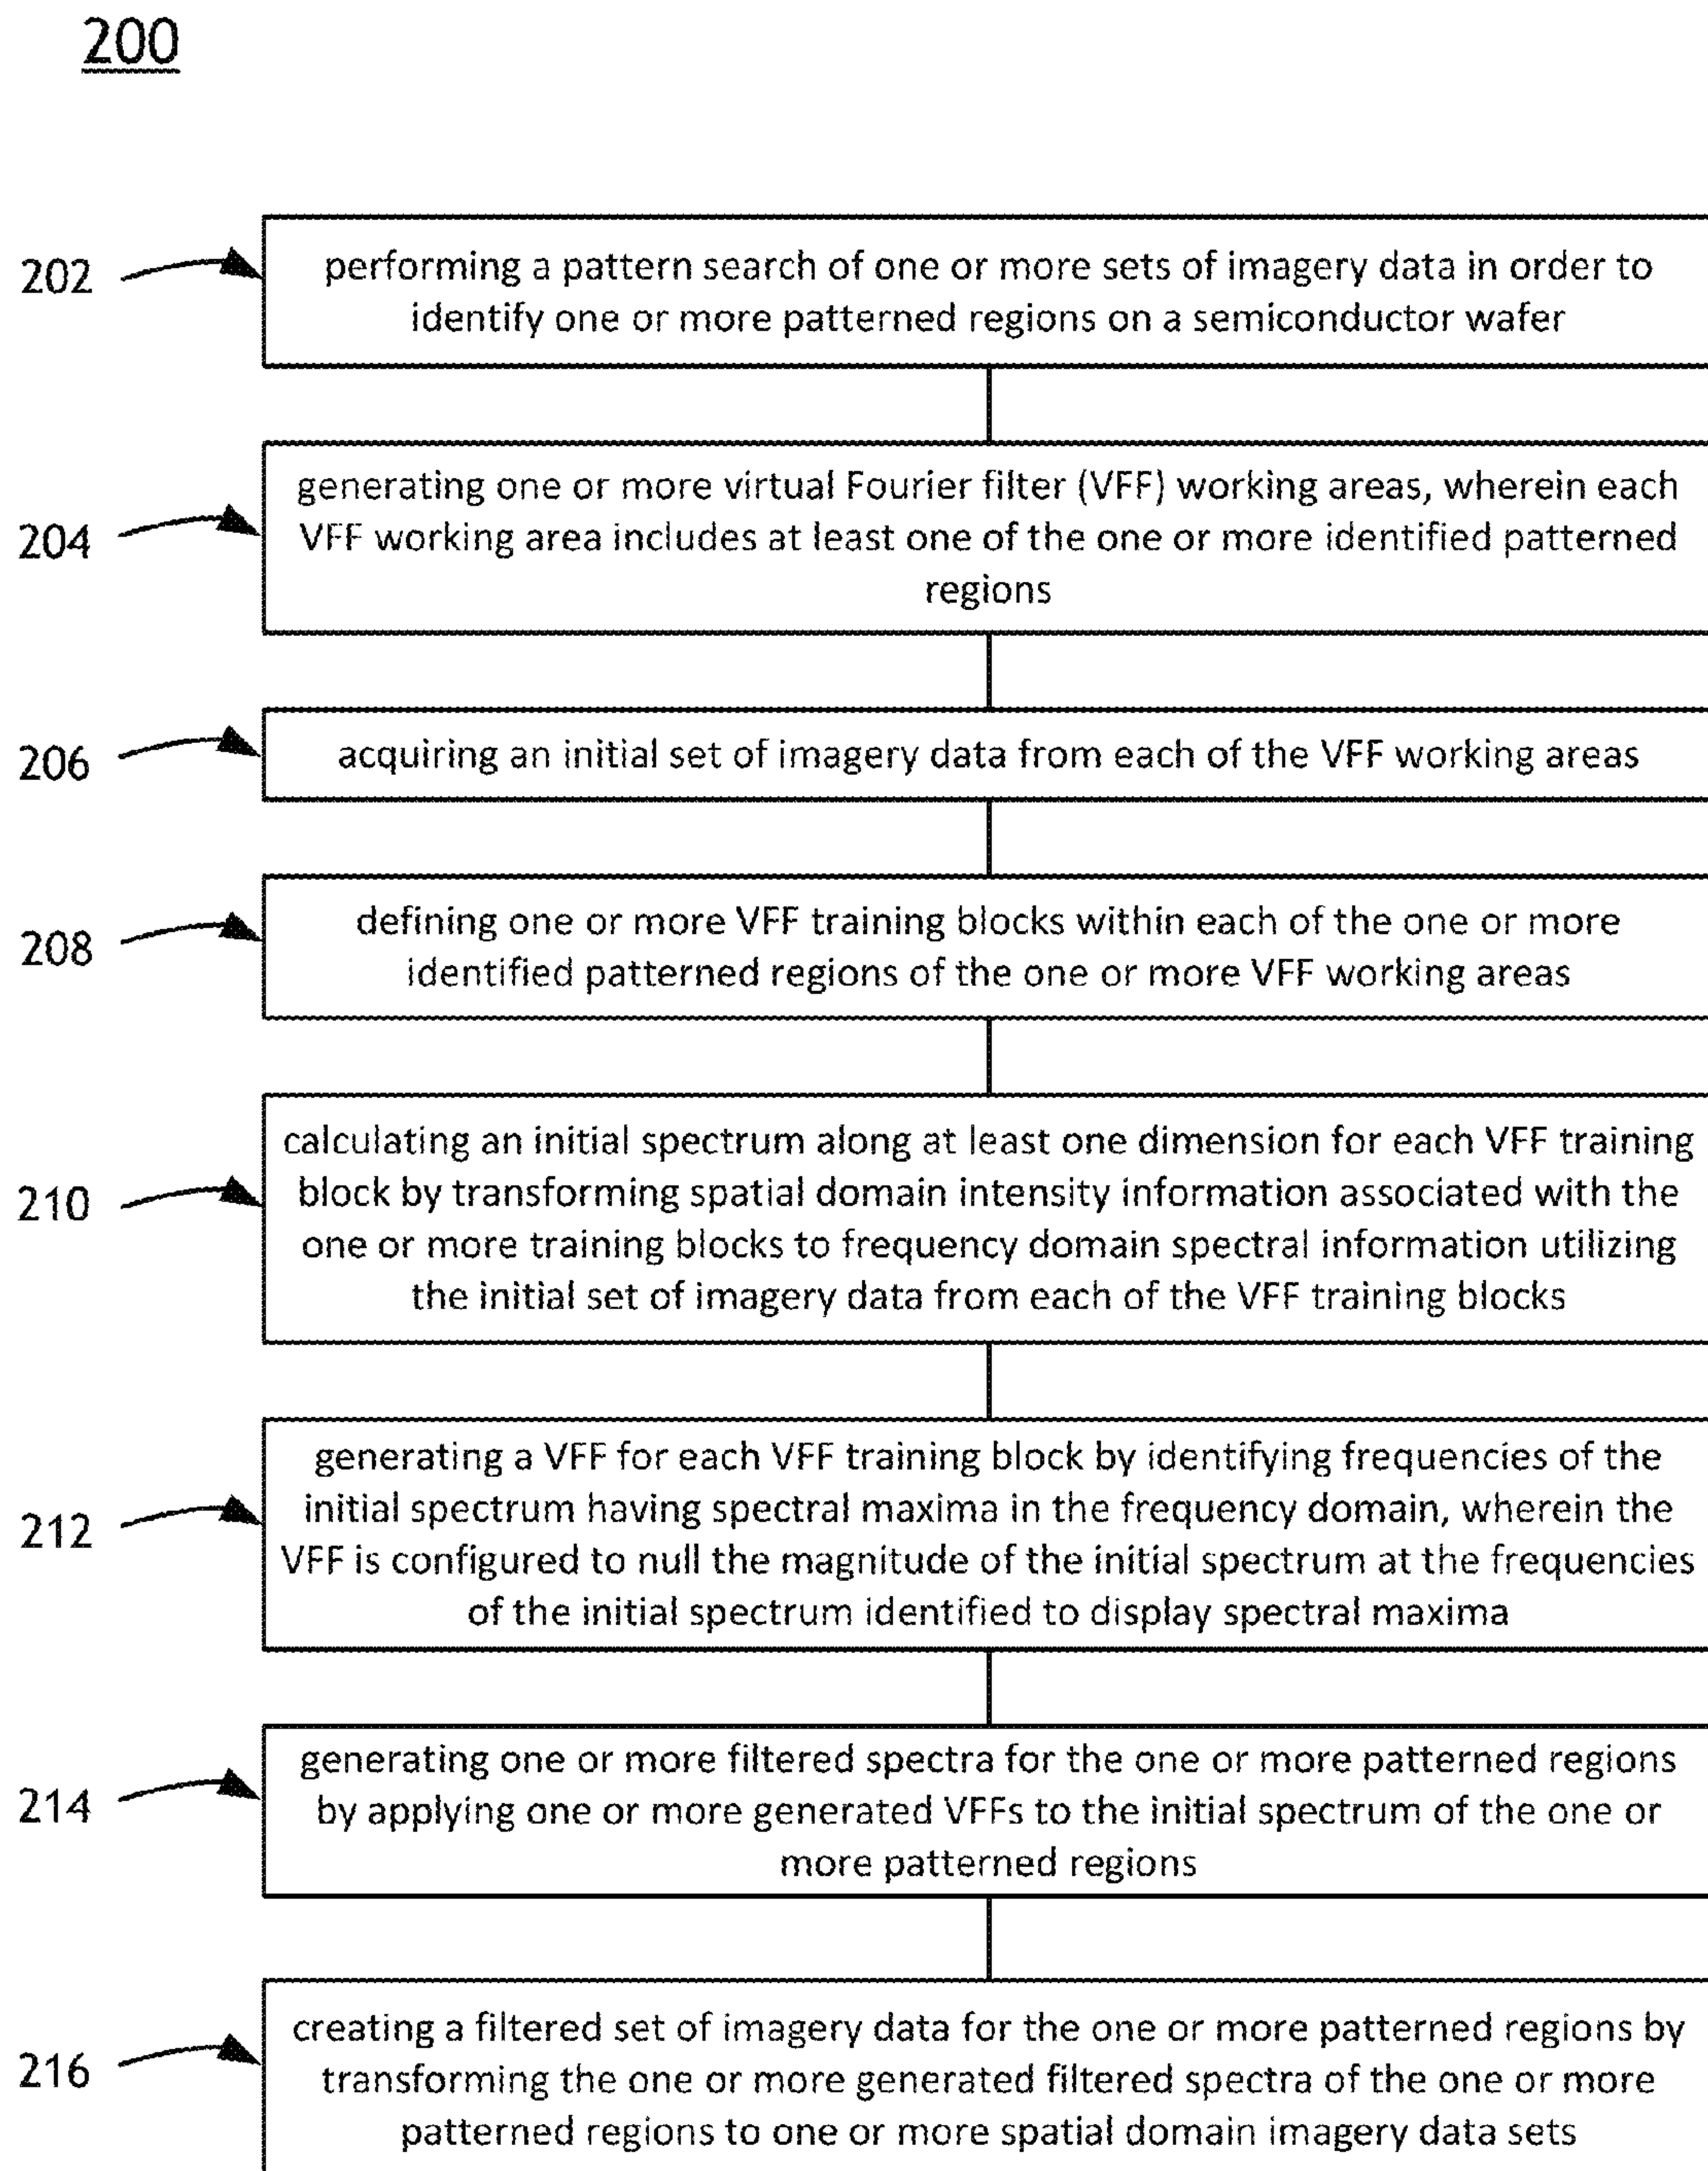 200
202
performing a pattern search of one or more sets of imagery data in order to
identify one or more patterned regions on a semiconductor wafer
204
generating one or more virtual Fourier filter (VFF) working areas, wherein each
VFF working area includes at least one of the one or more identified patterned
regions
206
acquiring an initial set of imagery data from each of the VFF working areas
208
defining one or more VFF training blocks within each of the one or more
identified patterned regions of the one or more VFF working areas
210
calculating an initial spectrum along at least one dimension for each VFF training
block by transforming spatial domain intensity information associated with the
one or more training blocks to frequency domain spectral information utilizing
the initial set of imagery data from each of the VFF training blocks
212
generating a VFF for each VFF training block by identifying frequencies of the
initial spectrum having spectral maxima in the frequency domain, wherein the
VFF is configured to null the magnitude of the initial spectrum at the frequencies
of the initial spectrum identified to display spectral maxima
214
generating one or more filtered spectra for the one or more patterned regions
by applying one or more generated VFFs to the initial spectrum of the one or
more patterned regions
216
creating a filtered set of imagery data for the one or more patterned regions by
transforming the one or more generated filtered spectra of the one or more
patterned regions to one or more spatial domain imagery data sets